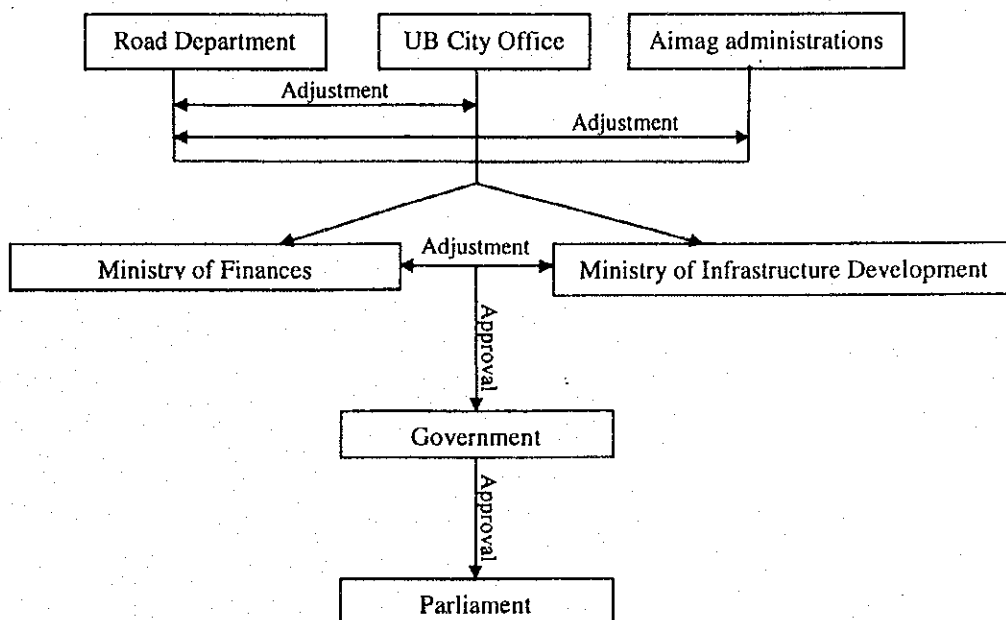 Road Department
UB City Office
Aimag administrations
Adjustment
Adjustment
Ministry of Finances
Adjustment
Ministry of Infrastructure Development
Approval
Government
Approval
Parliament